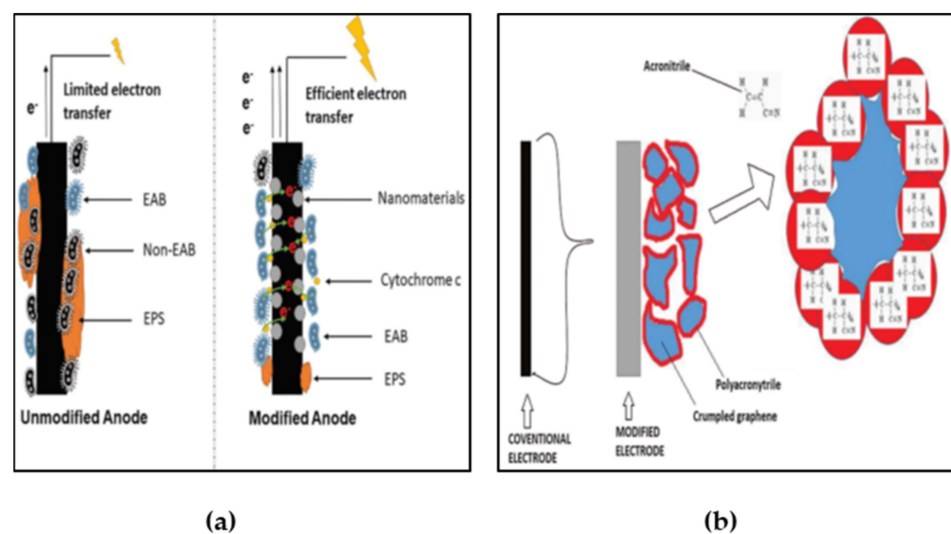 Limited electron
transfer
e-
EAB
Non-EAB
EPS
Unmodified Anode
Efficient electron
transfer
e-
e-
e-
Nanomaterials
Cytochrome c
EAB
EPS
Modified Anode
(a)
Acronitrile
H
H
C=C
H
C≡N
Polyacronytrile
Crumpled graphene
COVENTIONAL
ELECTRODE
MODIFIED
ELECTRODE
(b)